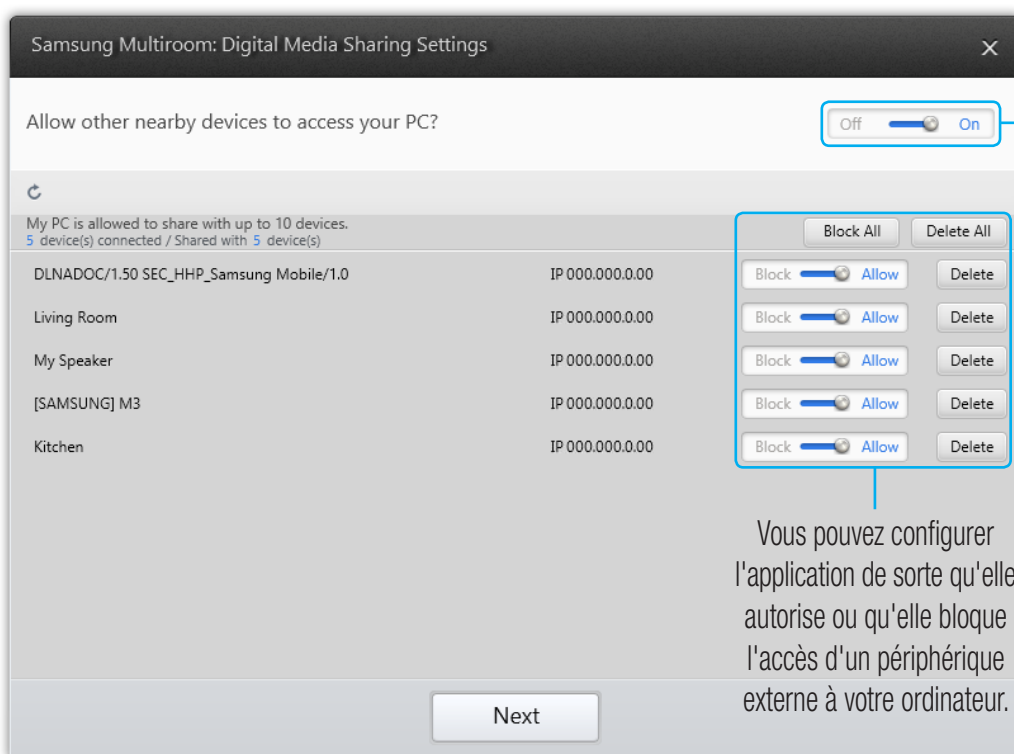 Samsung Multiroom: Digital Media Sharing Settings
Allow other nearby devices to access your PC?
Off On
My PC is allowed to share with up to 10 devices.
5 device(s) connected / Shared with 5 device(s)
Block All Delete All
DLNADOC/1.50 SEC_HHP_Samsung Mobile/1.0 IP 000.000.0.00 Block Allow Delete
Living Room IP 000.000.0.00 Block Allow Delete
My Speaker IP 000.000.0.00 Block Allow Delete
[SAMSUNG] M3 IP 000.000.0.00 Block Allow Delete
Kitchen IP 000.000.0.00 Block Allow Delete
Vous pouvez configurer
l'application de sorte qu'elle
autorise ou qu'elle bloque
l'accès d'un périphérique
externe à votre ordinateur.
Next